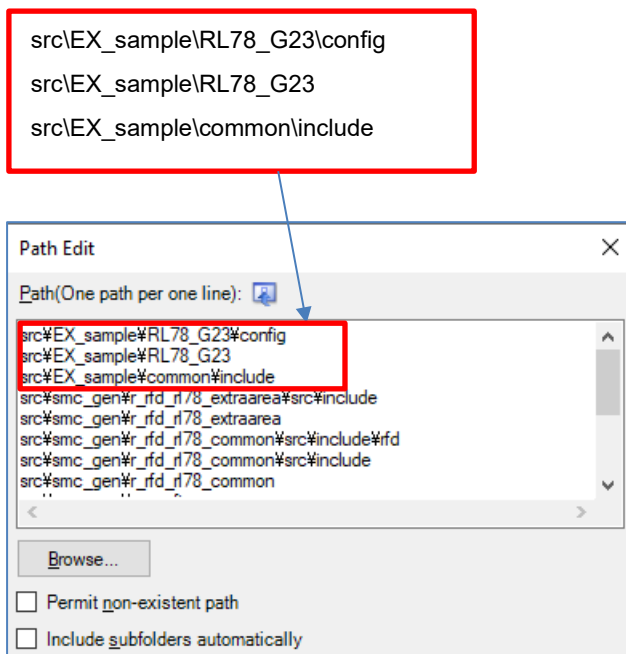 src\EX_sample\RL78_G23\config
src\EX_sample\RL78_G23
src\EX_sample\common\include
Path Edit
Path(One path per one line):
src¥EX_sample¥RL78_G23¥config
src¥EX_sample¥RL78_G23
src¥EX_sample¥common¥include
src¥smc_gen¥r_rfd_rl78_extraarea¥src¥include
src¥smc_gen¥r_rfd_rl78_extraarea
src¥smc_gen¥r_rfd_rl78_common¥src¥include¥rfd
src¥smc_gen¥r_rfd_rl78_common¥src¥include
src¥smc_gen¥r_rfd_rl78_common
Browse...
Permit non-existent path
Include subfolders automatically